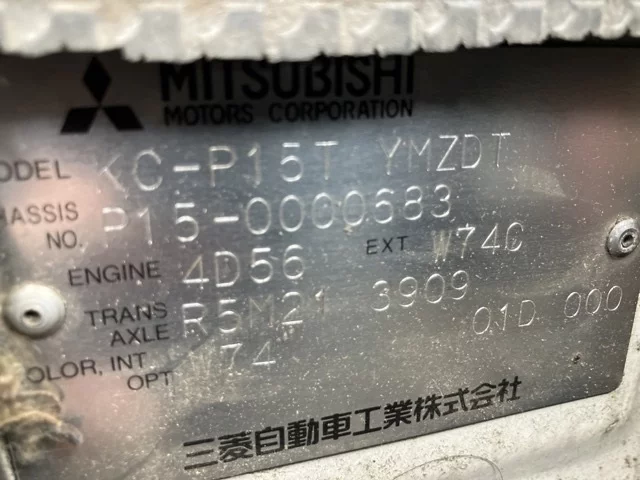 MITSUBISHI
MOTORS CORPORATION
MODEL KC-P15T YMZDT
CHASSIS NO. P15-0000683
ENGINE 4D56 EXT W74C
TRANS AXLE R5M21 3909
COLOR, INT OPT W74 01D 000
三菱自動車工業株式会社